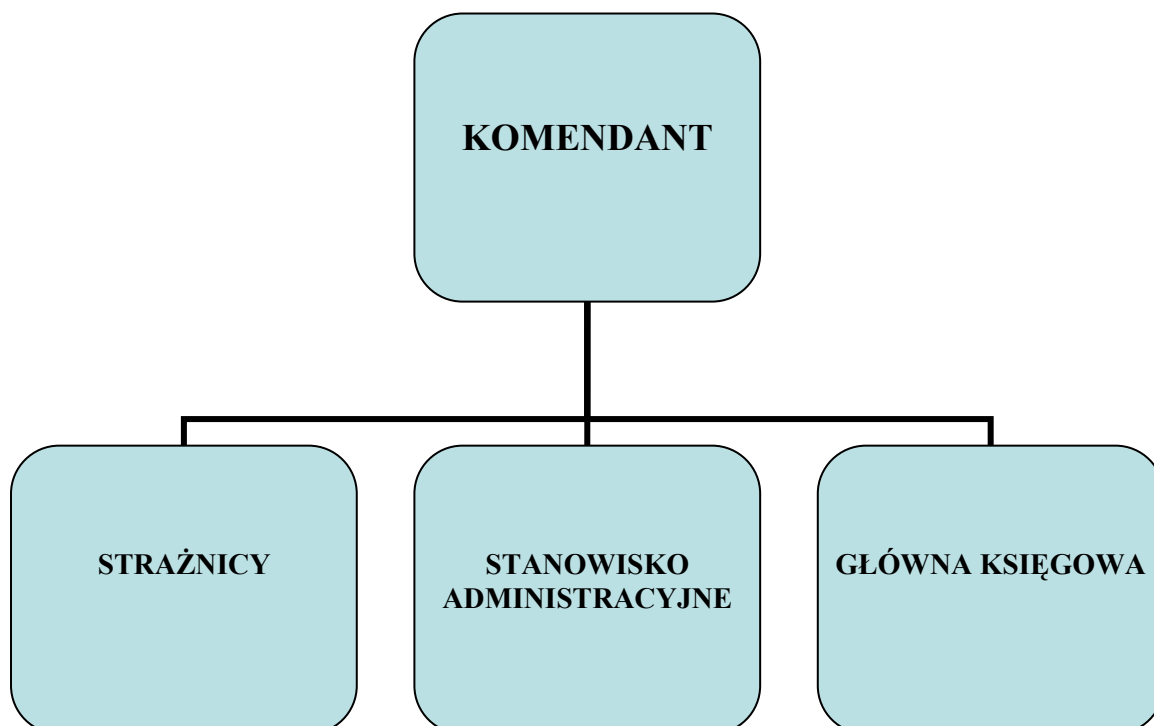 KOMENDANT
STRAŻNICY
STANOWISKO
ADMINISTRACYJNE
GŁÓWNA KSIĘGOWA